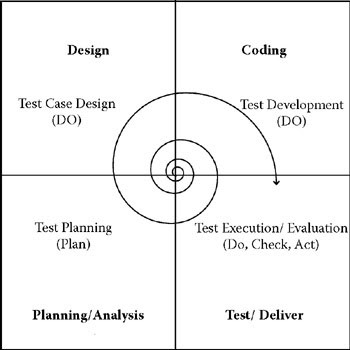 Design
Coding
Test Case Design
(DO)
Test Development
(DO)
Test Planning
(Plan)
Test Execution/ Evaluation
(Do, Check, Act)
Planning/Analysis
Test/ Deliver